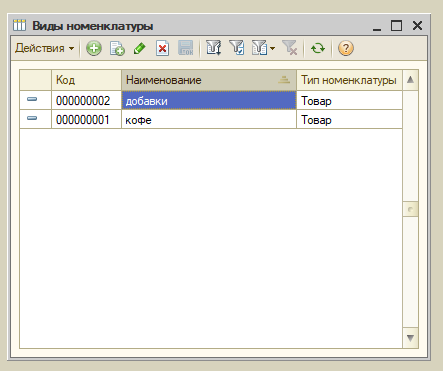 Виды номенклатуры
Действия
Код Наименование Тип номенклатуры
000000002 добавки Товар
000000001 кофе Товар